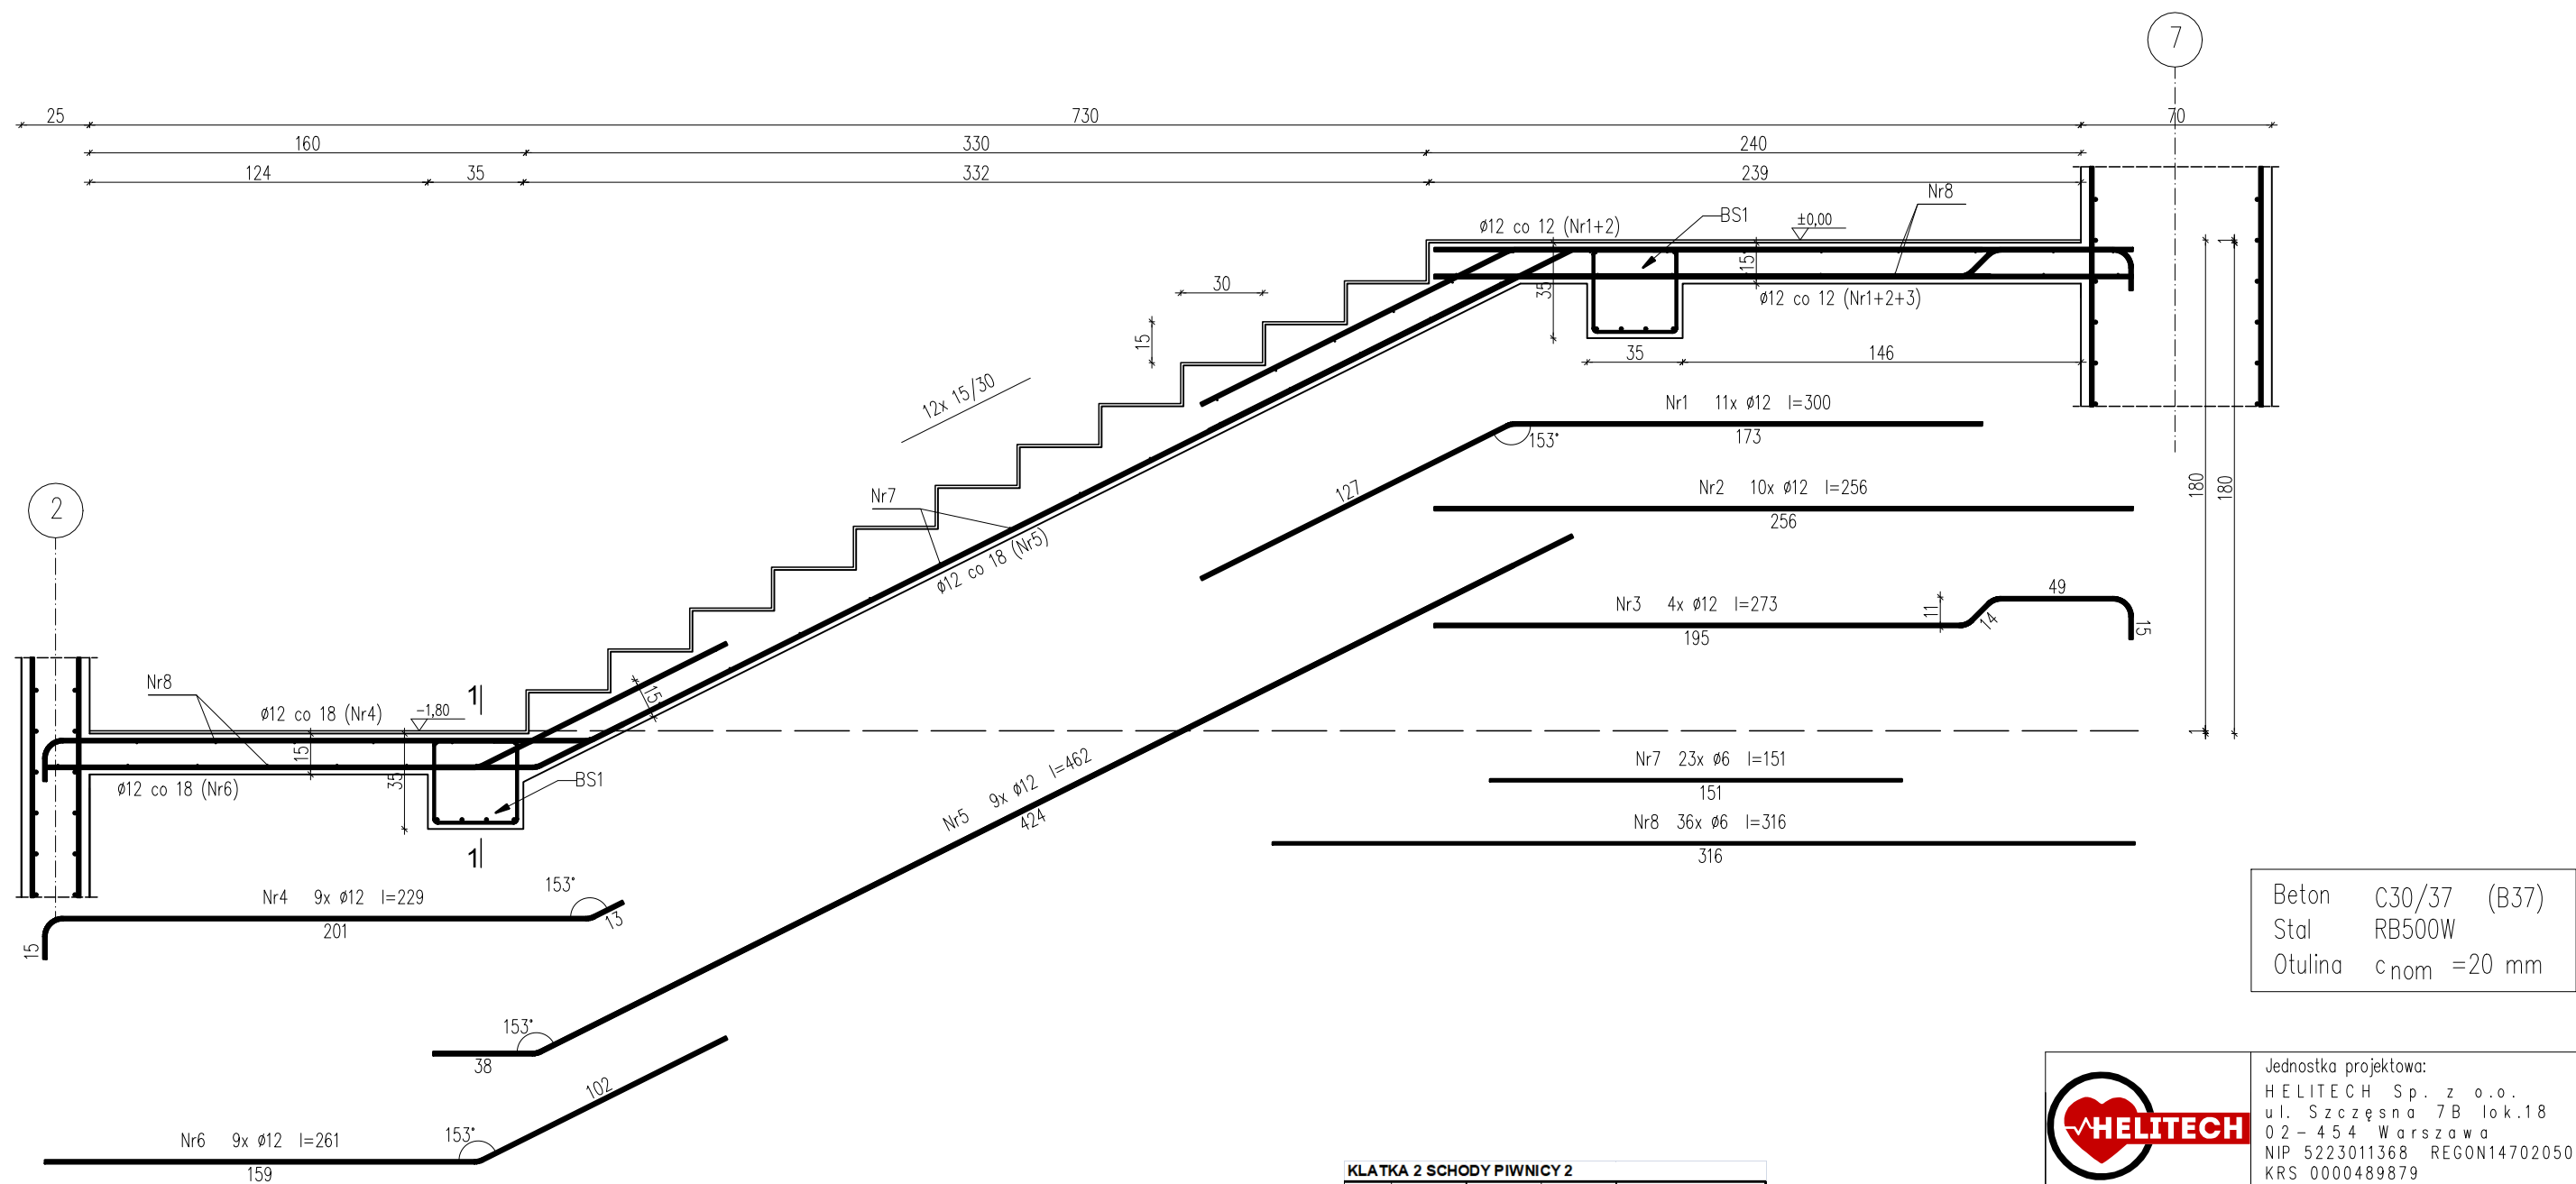 7
25
730
70
160
330
240
124
35
332
239
Nr8
ø12 co 12 (Nr1+2)
BS1
±0,00
1
15
35
ø12 co 12 (Nr1+2+3)
30
15
35
146
12x 15/30
Nr1 11x ø12 l=300
153°
173
127
Nr2 10x ø12 l=256
256
180
180
2
Nr7
ø12 co 18 (Nr5)
Nr3 4x ø12 l=273
49
11
14
195
15
Nr8
1
15
ø12 co 18 (Nr4)
-1,80
15
35
1
ø12 co 18 (Nr6)
BS1
1
Nr7 23x ø6 l=151
151
Nr5 9x ø12 l=462
424
Nr8 36x ø6 l=316
316
Nr4 9x ø12 l=229
153°
13
201
15
Beton C30/37 (B37)
Stal RB500W
Otulina c nom =20 mm
153°
38
102
Nr6 9x ø12 l=261
153°
159
KLATKA 2 SCHODY PIWNICY 2
HELITECH
Jednostka projektowa:
HELITECH Sp. z o.o.
ul. Szczęsna 7B lok.18
02-454 Warszawa
NIP 5223011368 REGON14702050
KRS 0000489879